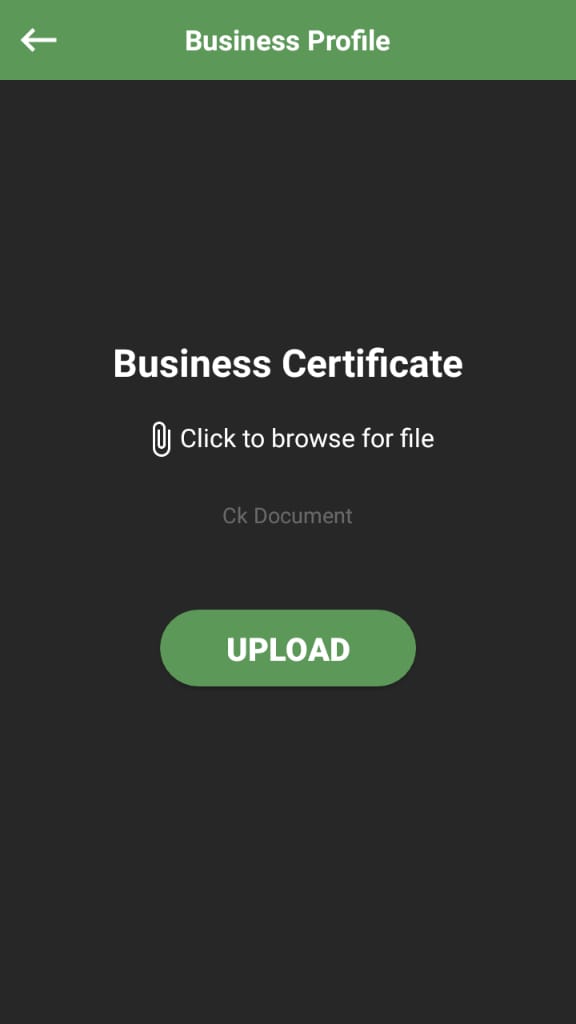 Business Profile
Business Certificate
Click to browse for file
Ck Document
UPLOAD